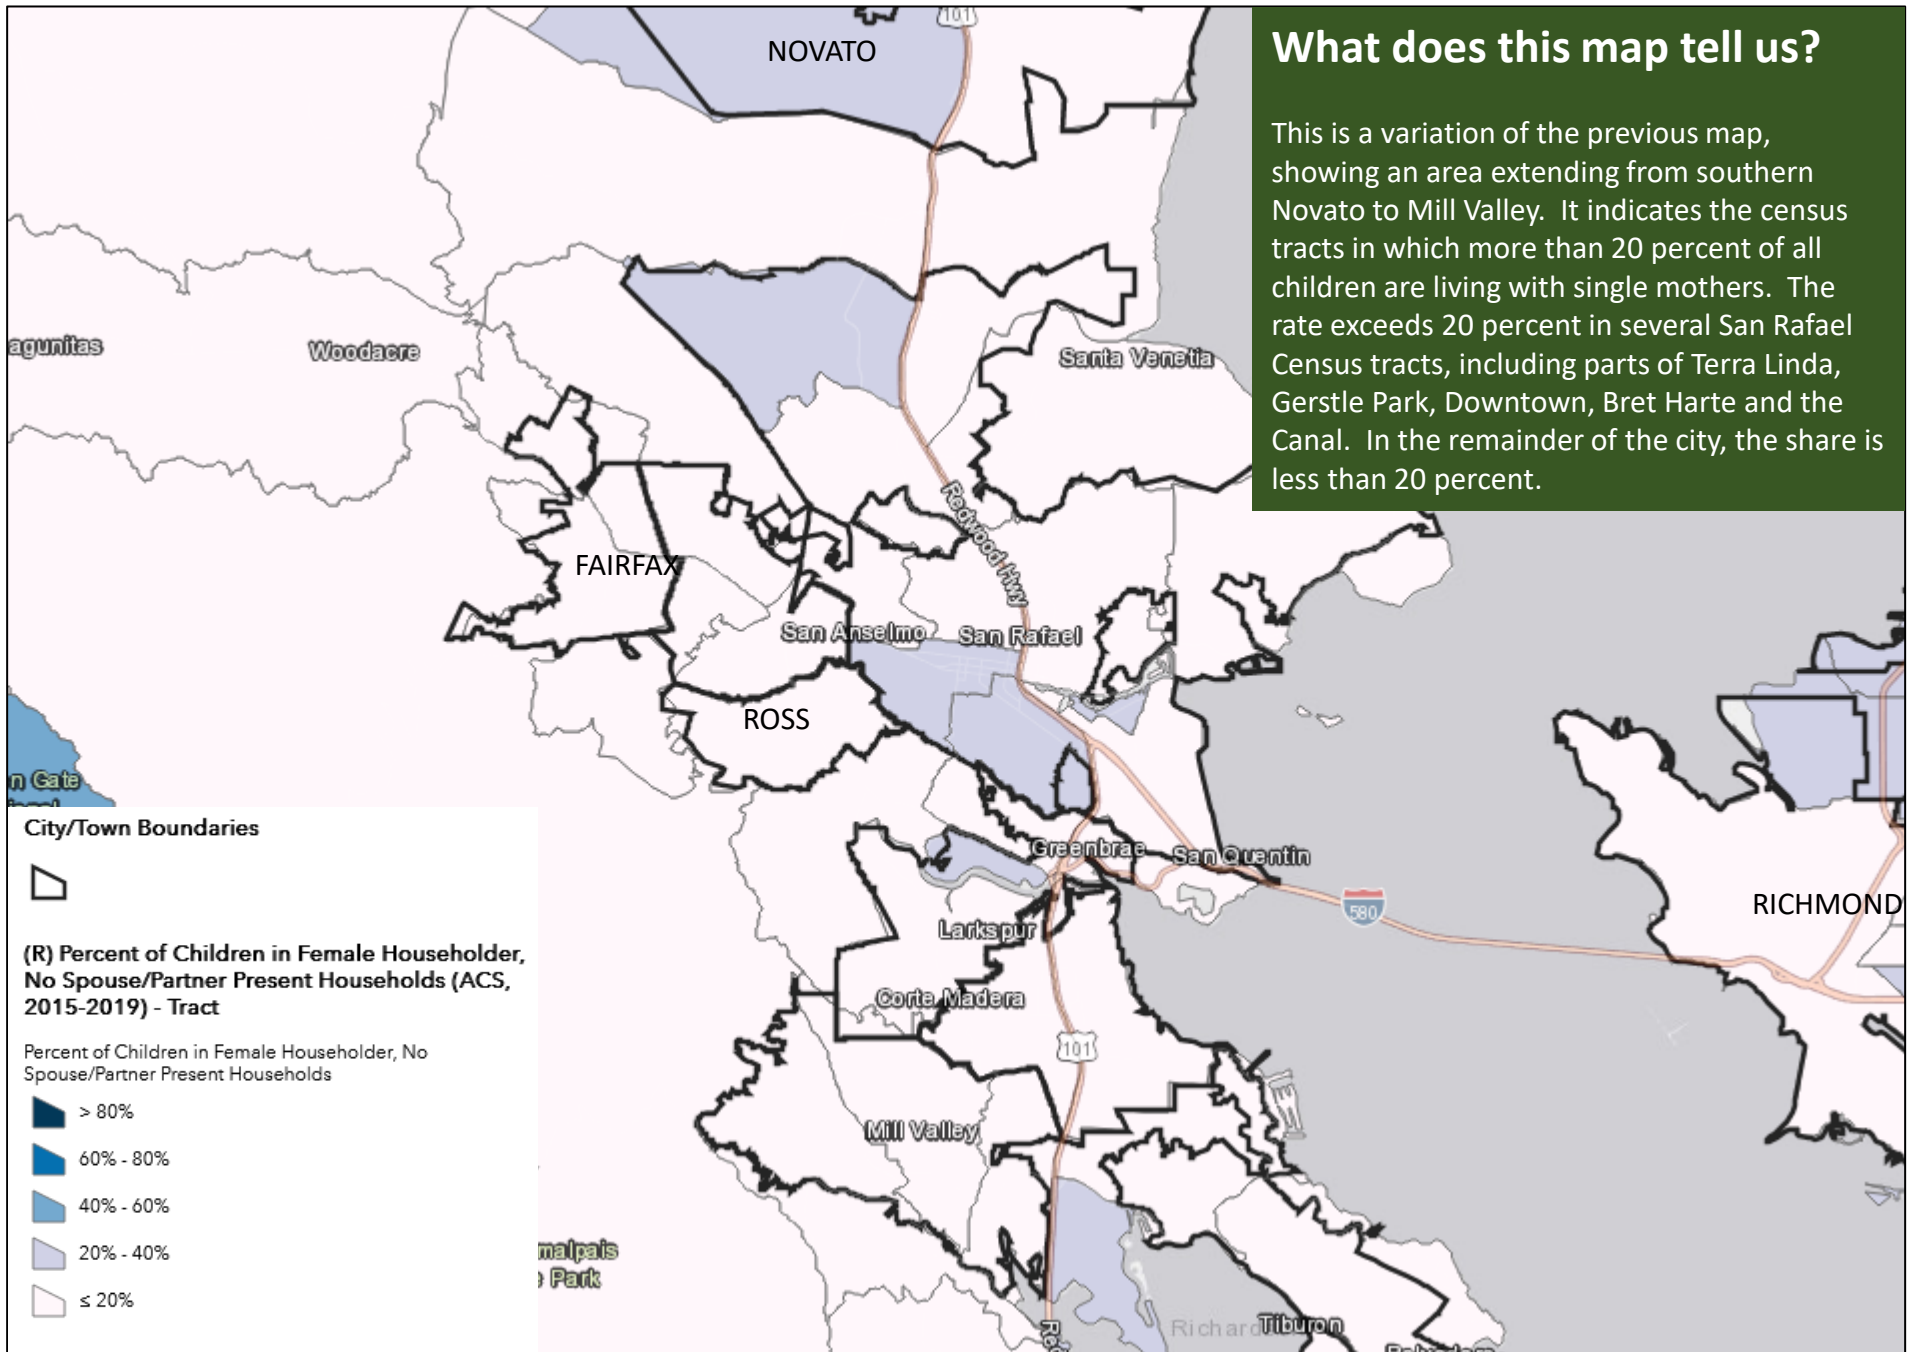 101
NOVATO
What does this map tell us?
This is a variation of the previous map,
showing an area extending from southern
Novato to Mill Valley. It indicates the census
tracts in which more than 20 percent of all
children are living with single mothers. The
rate exceeds 20 percent in several San Rafael
Census tracts, including parts of Terra Linda,
Gerstle Park, Downtown, Bret Harte and the
Canal. In the remainder of the city, the share is
less than 20 percent.
agunitas
Woodacre
Santa Venetia
Redwood Hwy
FAIRFAX
San Anselmo
San Rafael
ROSS
n Gate
Greenbrae
San Quentin
580
RICHMOND
Larkspur
Corte Madera
101
Mill Valley
malpais
e Park
Richard
Tiburon
City/Town Boundaries
(R) Percent of Children in Female Householder,
No Spouse/Partner Present Households (ACS,
2015-2019) - Tract
Percent of Children in Female Householder, No
Spouse/Partner Present Households
> 80%
60% - 80%
40% - 60%
20% - 40%
≤ 20%